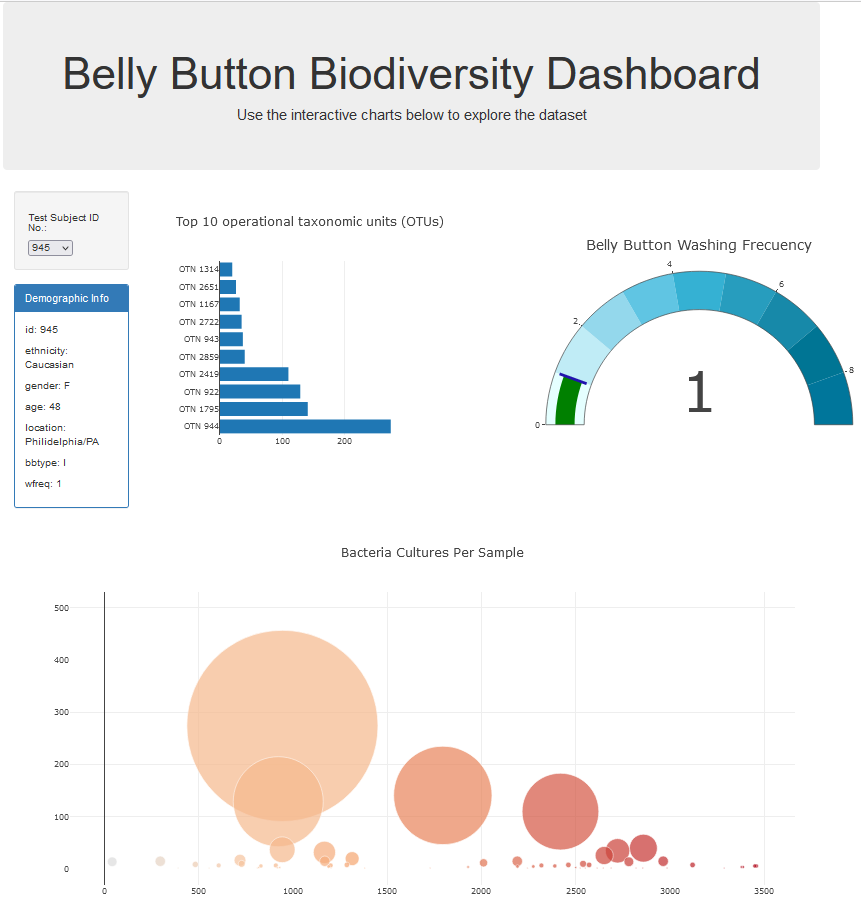 Belly Button Biodiversity Dashboard
Use the interactive charts below to explore the dataset
Test Subject ID
No.:
945
Demographic Info
id: 945
ethnicity:
Caucasian
gender: F
age: 48
location:
Philidelphia/PA
bbtype: I
wfreq: 1
Top 10 operational taxonomic units (OTUs)
OTN 1314
OTN 2651
OTN 1167
OTN 2722
OTN 943
OTN 2859
OTN 2419
OTN 922
OTN 1795
OTN 944
0 100 200
Belly Button Washing Frecuency
0
2
4
6
8
1
Bacteria Cultures Per Sample
500
400
300
200
100
0
0 500 1000 1500 2000 2500 3000 3500